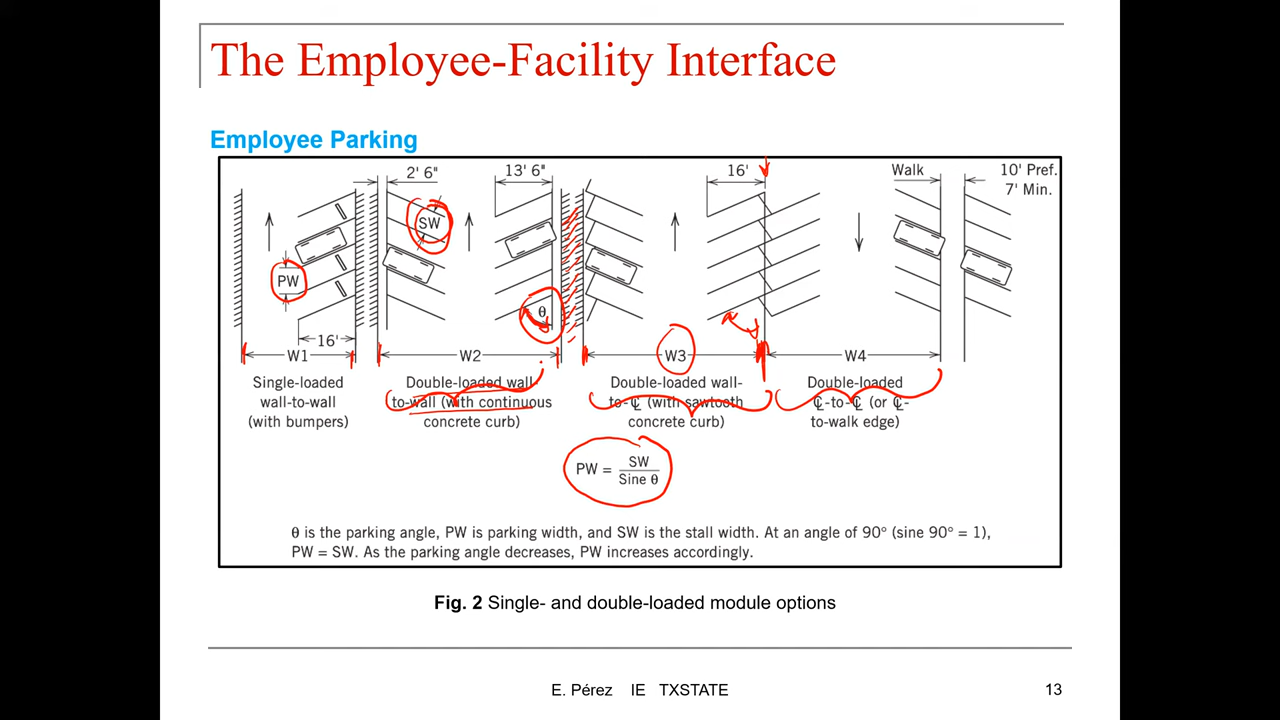 The Employee-Facility Interface
Employee Parking
2' 6" 13' 6" 16' Walk 10' Pref.
7' Min.
SW
PW
θ
16'
W1 W2 W3 W4
Single-loaded
wall-to-wall
(with bumpers)
Double-loaded wall-
to-wall (with continuous
concrete curb)
Double-loaded wall-
to-℄ (with sawtooth
concrete curb)
Double-loaded
℄-to-℄ (or ℄-
to-walk edge)
PW = SW
Sine θ
θ is the parking angle, PW is parking width, and SW is the stall width. At an angle of 90° (sine 90° = 1),
PW = SW. As the parking angle decreases, PW increases accordingly.
Fig. 2 Single- and double-loaded module options
E. Pérez IE TXSTATE 13